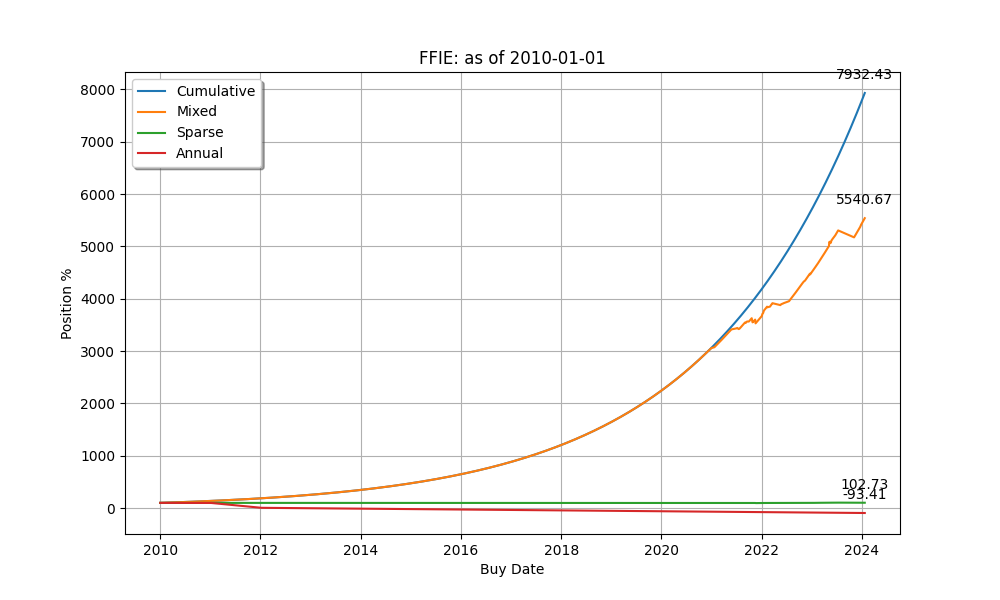 FFIE: as of 2010-01-01
7932.43
8000
Cumulative
Mixed
Sparse
Annual
7000
6000
5540.67
5000
4000
3000
2000
1000
102.73
-93.41
0
Position %
2010 2012 2014 2016 2018 2020 2022 2024
Buy Date